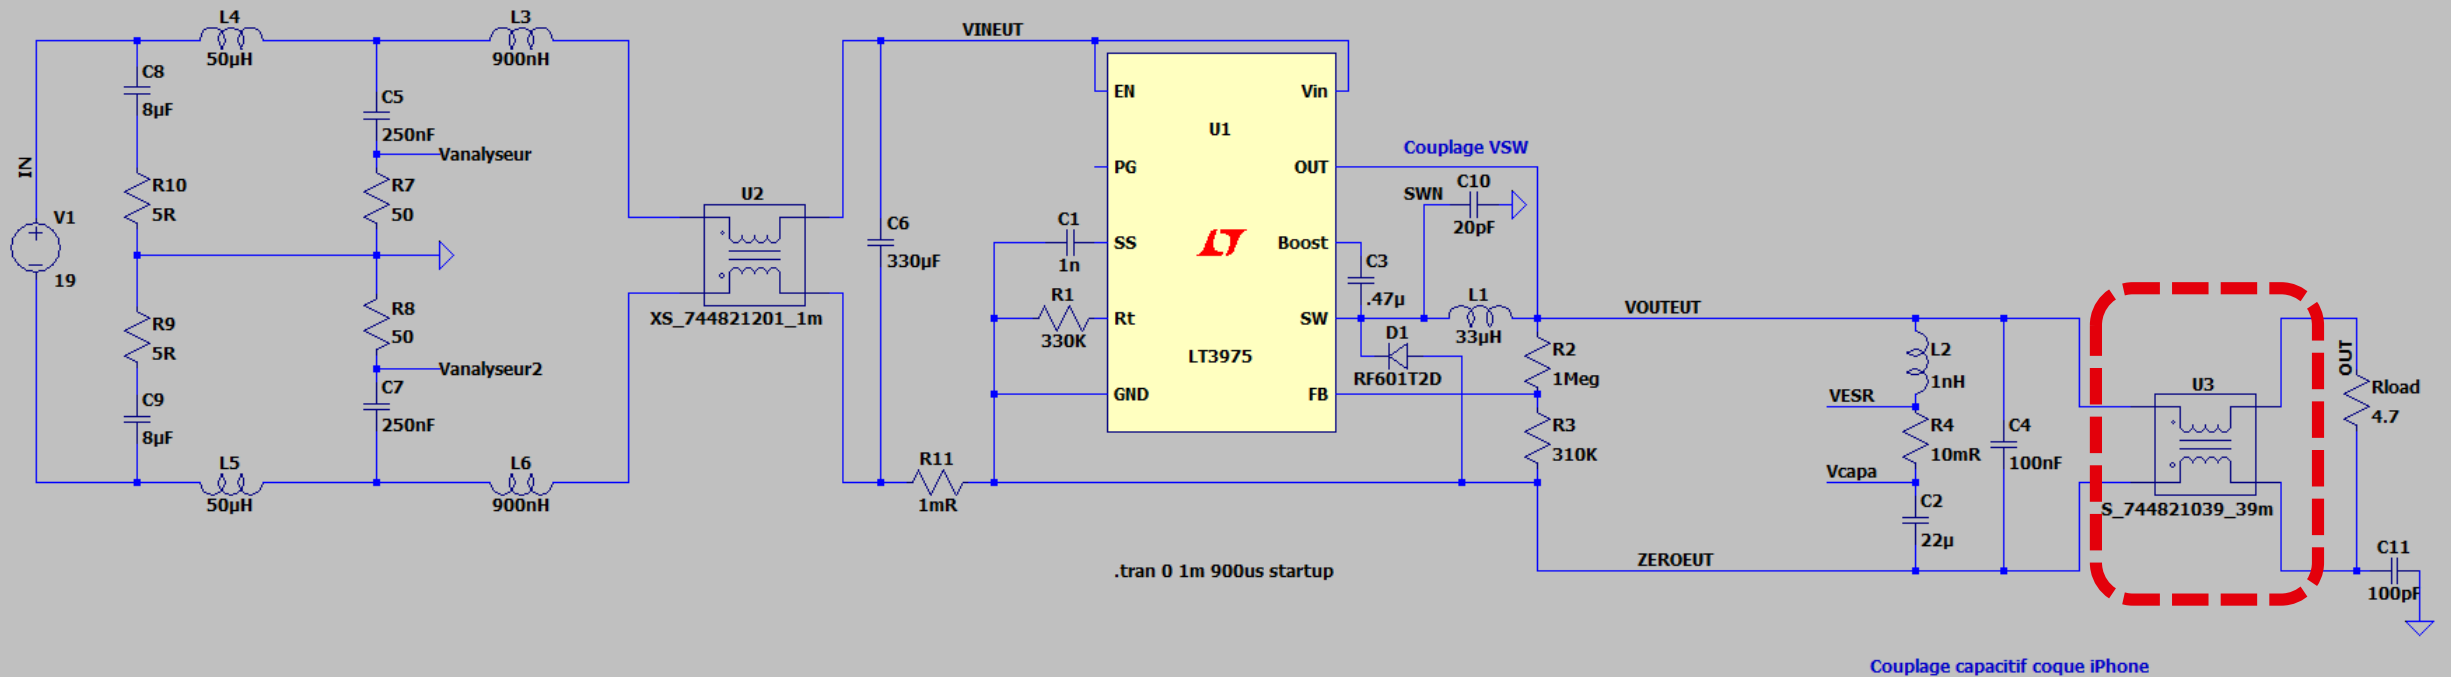 L4
50µH
L3
900nH
C8
8µF
C5
250nF
Vanalyseur
IN
R10
5R
R7
50
V1
19
R9
5R
R8
50
Vanalyseur2
C9
8µF
C7
250nF
L5
50µH
L6
900nH
U2
XS_744821201_1m
VINEUT
C6
330µF
C1
1n
R1
330K
R11
1mR
EN
Vin
U1
PG
OUT
SS
Boost
Rt
SW
LT3975
GND
FB
Couplage VSW
SWN
C10
20pF
C3
.47µ
L1
33µH
D1
RF601T2D
R2
1Meg
R3
310K
VOUTEUT
L2
1nH
VESR
R4
10mR
C4
100nF
Vcapa
C2
22µ
ZEROEUT
U3
S_744821039_39m
OUT
Rload
4.7
C11
100pF
.tran 0 1m 900us startup
Couplage capacitif coque iPhone